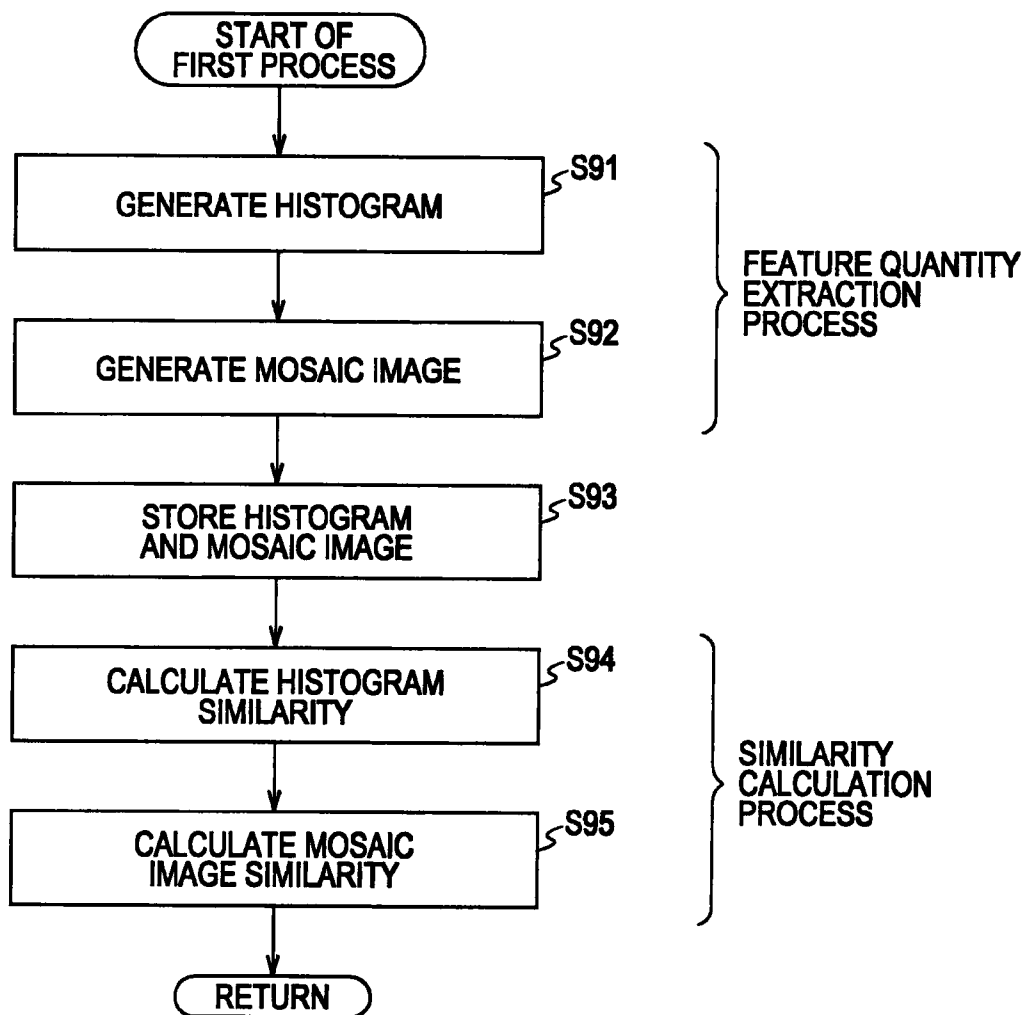 START OF
FIRST PROCESS
S91
GENERATE HISTOGRAM
FEATURE QUANTITY
EXTRACTION
PROCESS
S92
GENERATE MOSAIC IMAGE
S93
STORE HISTOGRAM
AND MOSAIC IMAGE
S94
CALCULATE HISTOGRAM
SIMILARITY
SIMILARITY
CALCULATION
PROCESS
S95
CALCULATE MOSAIC
IMAGE SIMILARITY
RETURN